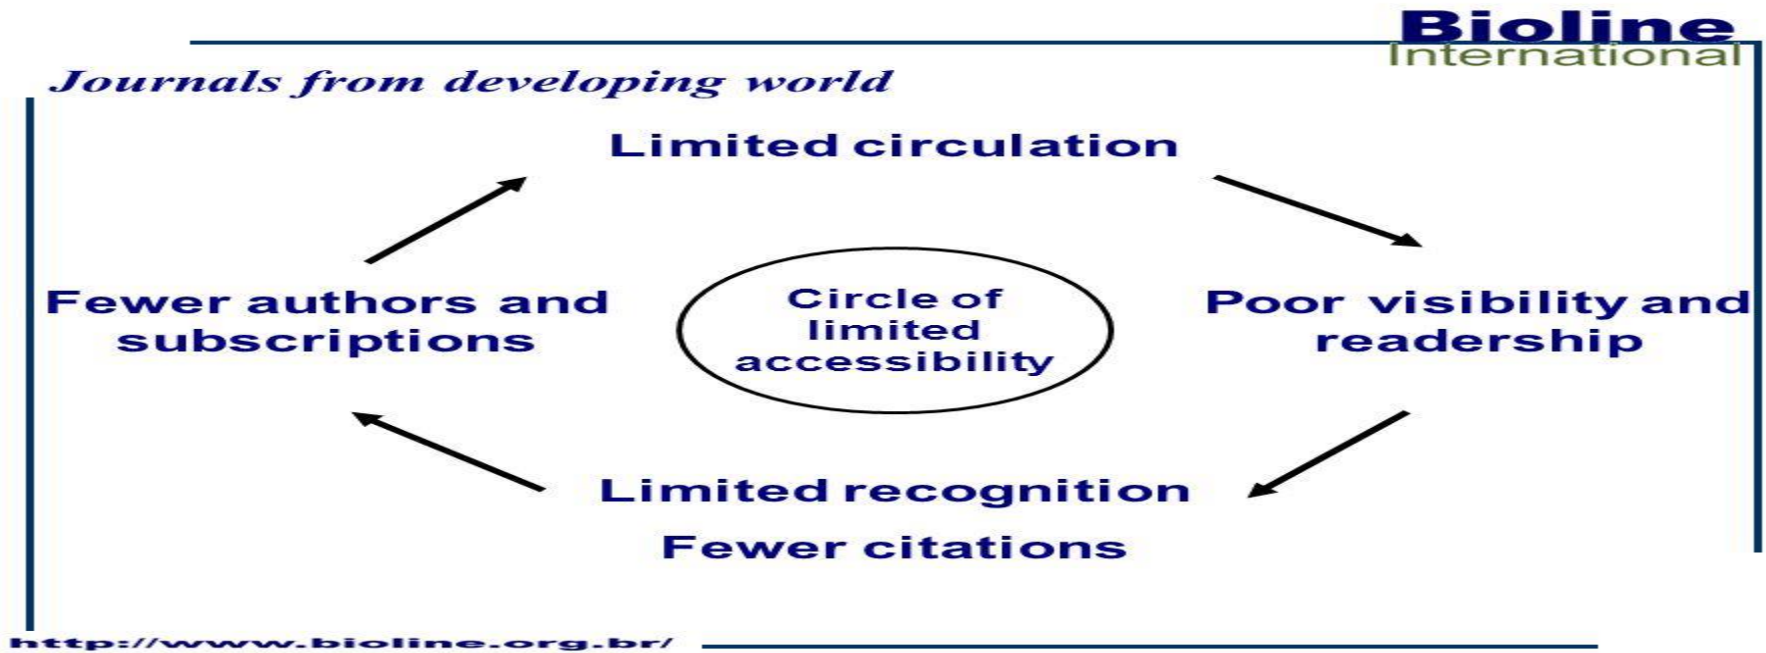 Bioline
International
Journals from developing world
Limited circulation
Fewer authors and
subscriptions
Circle of
limited
accessibility
Poor visibility and
readership
Limited recognition
Fewer citations
http://www.bioline.org.br/